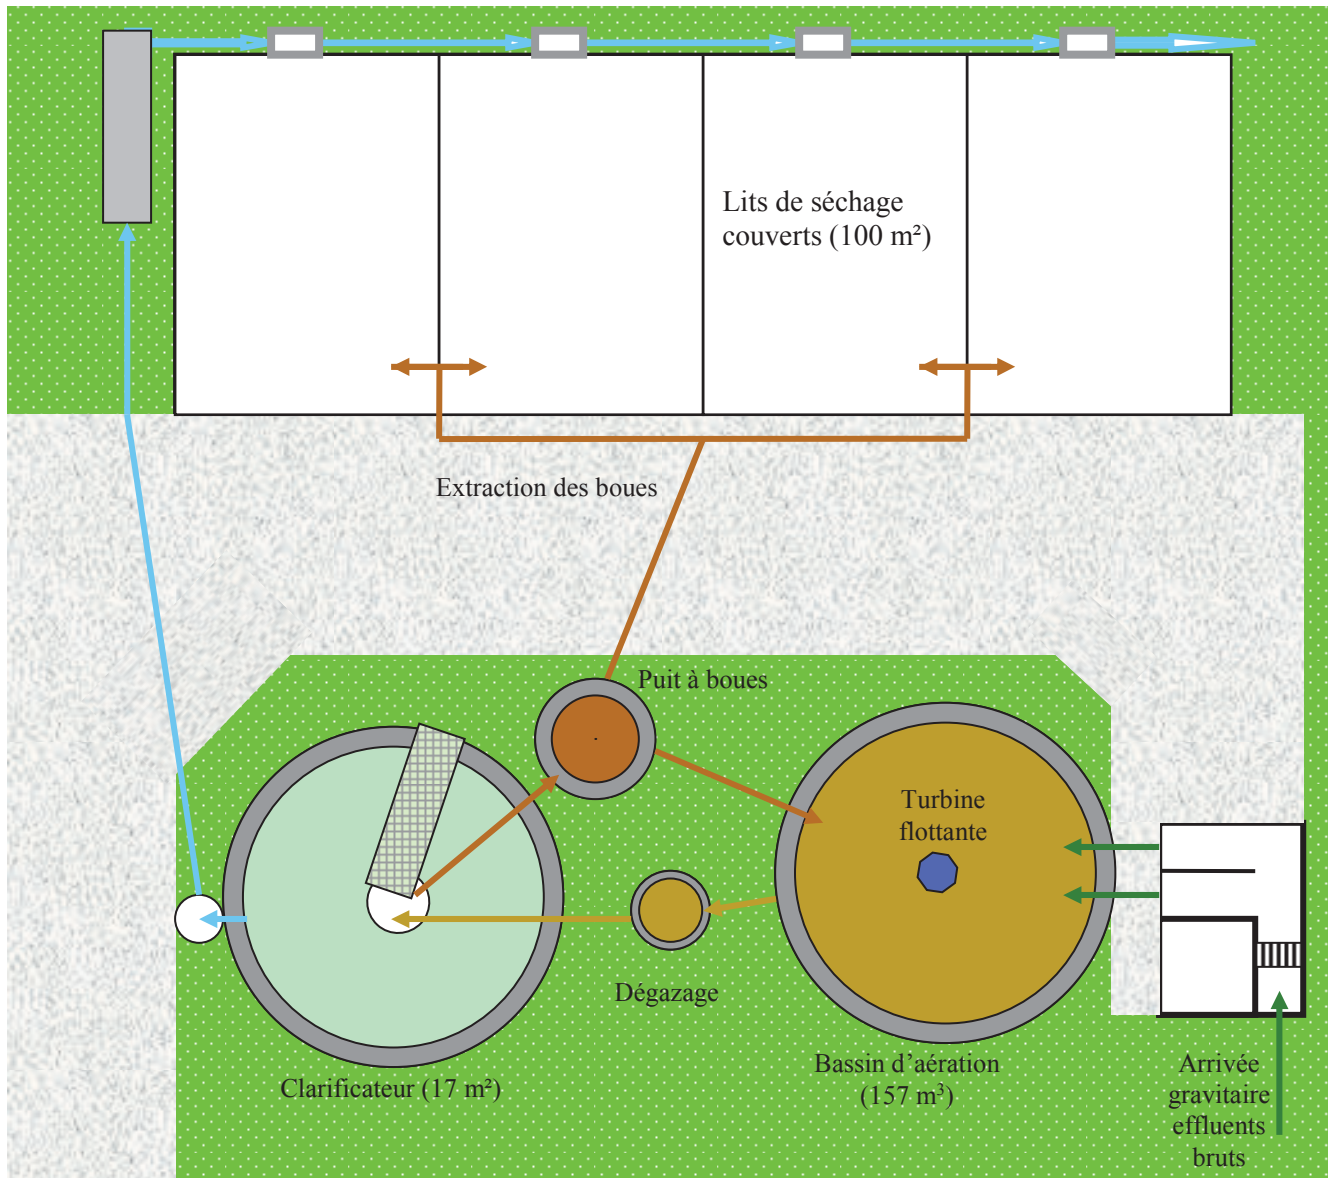 Lits de séchage
couverts (100 m²)
Extraction des boues
Puit à boues
Turbine
flottante
Dégazage
Bassin d’aération
(157 m³)
Clarificateur (17 m²)
Arrivée
gravitaire
effluents
bruts